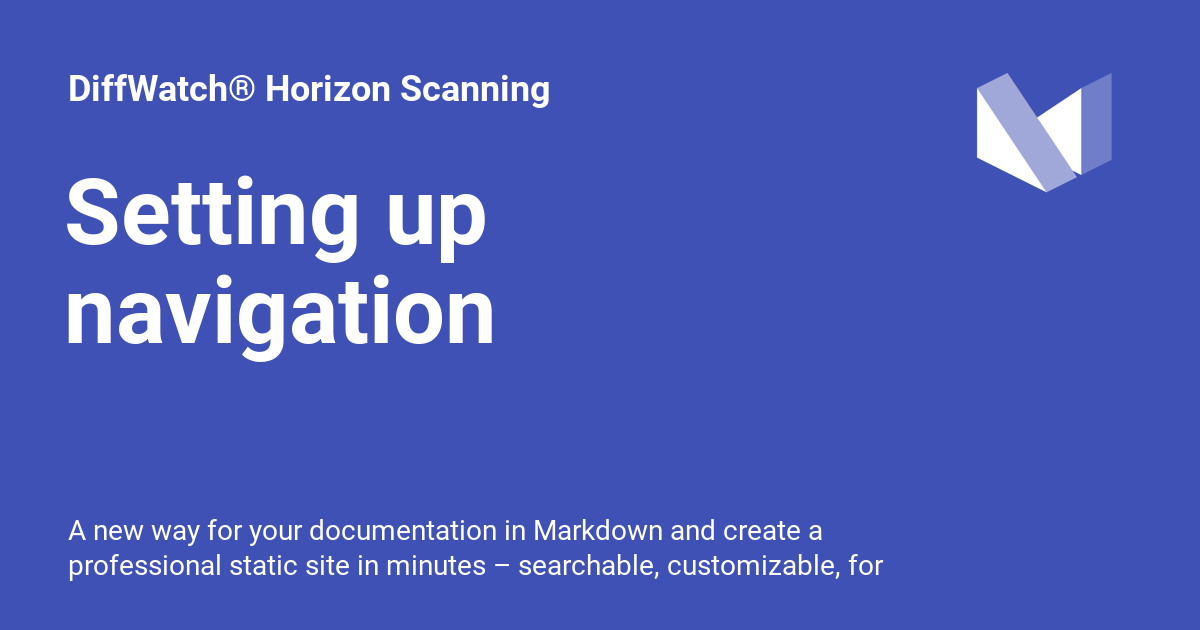 DiffWatch® Horizon Scanning
Setting up
navigation
A new way for your documentation in Markdown and create a
professional static site in minutes – searchable, customizable, for